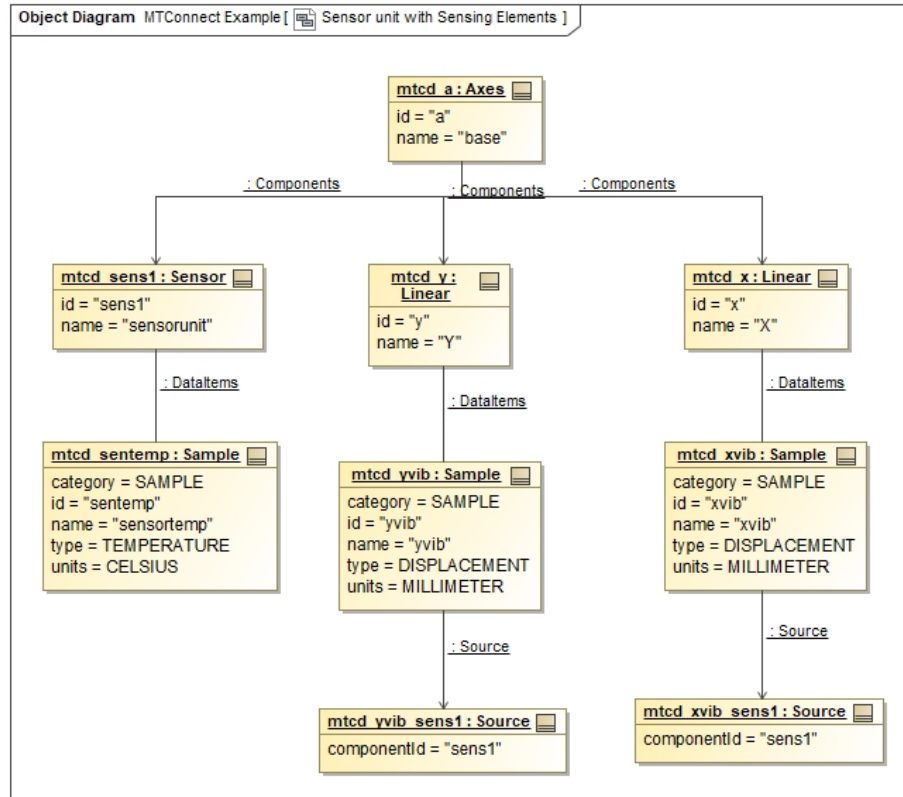 Object Diagram MTConnect Example [ Sensor unit with Sensing Elements ]
mtcd_a : Axes
id = "a"
name = "base"
: Components
: Components
: Components
mtcd_sens1 : Sensor
id = "sens1"
name = "sensorunit"
mtcd_y :
Linear
id = "y"
name = "Y"
mtcd_x : Linear
id = "x"
name = "X"
: DataItems
: DataItems
: DataItems
mtcd_sentemp : Sample
category = SAMPLE
id = "sentemp"
name = "sensortemp"
type = TEMPERATURE
units = CELSIUS
mtcd_yvib : Sample
category = SAMPLE
id = "yvib"
name = "yvib"
type = DISPLACEMENT
units = MILLIMETER
mtcd_xvib : Sample
category = SAMPLE
id = "xvib"
name = "xvib"
type = DISPLACEMENT
units = MILLIMETER
: Source
: Source
mtcd_yvib_sens1 : Source
componentId = "sens1"
mtcd_xvib_sens1 : Source
componentId = "sens1"